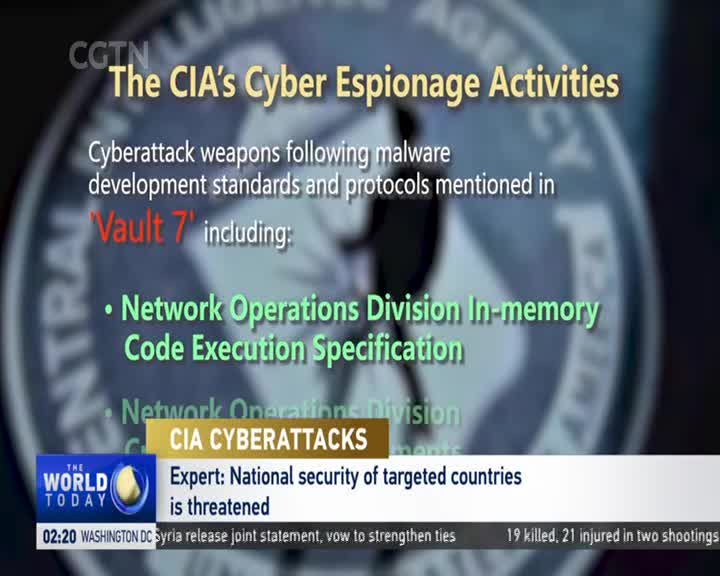 CGTN
The CIA's Cyber Espionage Activities
Cyberattack weapons following malware
development standards and protocols mentioned in
'Vault 7' including:
• Network Operations Division In-memory
Code Execution Specification
• Network Operations Division
CIA CYBERATTACKS
THE
WORLD
TODAY
Expert: National security of targeted countries
is threatened
02:20 WASHINGTON DC Syria release joint statement, vow to strengthen ties 19 killed, 21 injured in two shootings